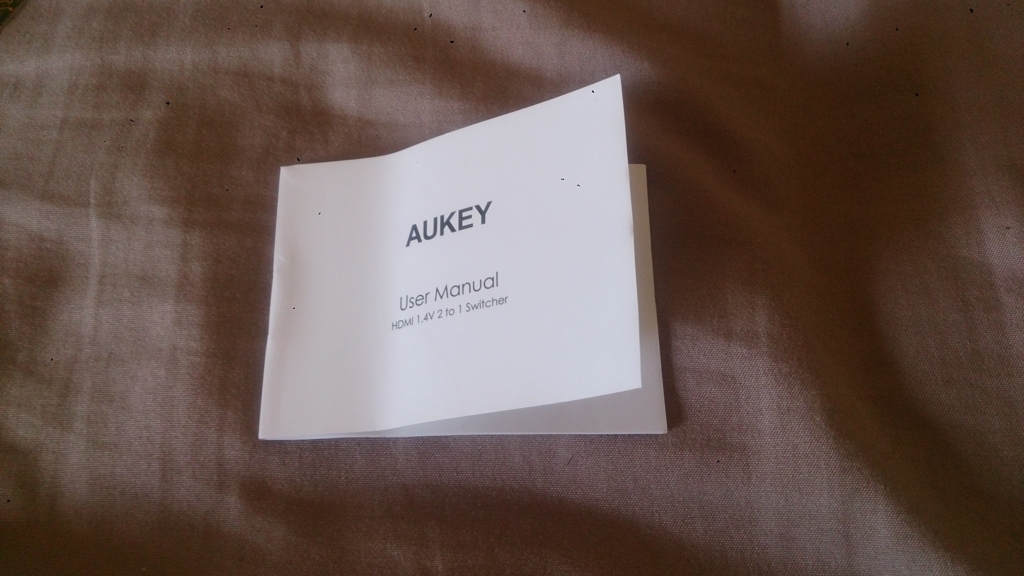 AUKEY
User Manual
HDMI 1.4V 2 to 1 Switcher